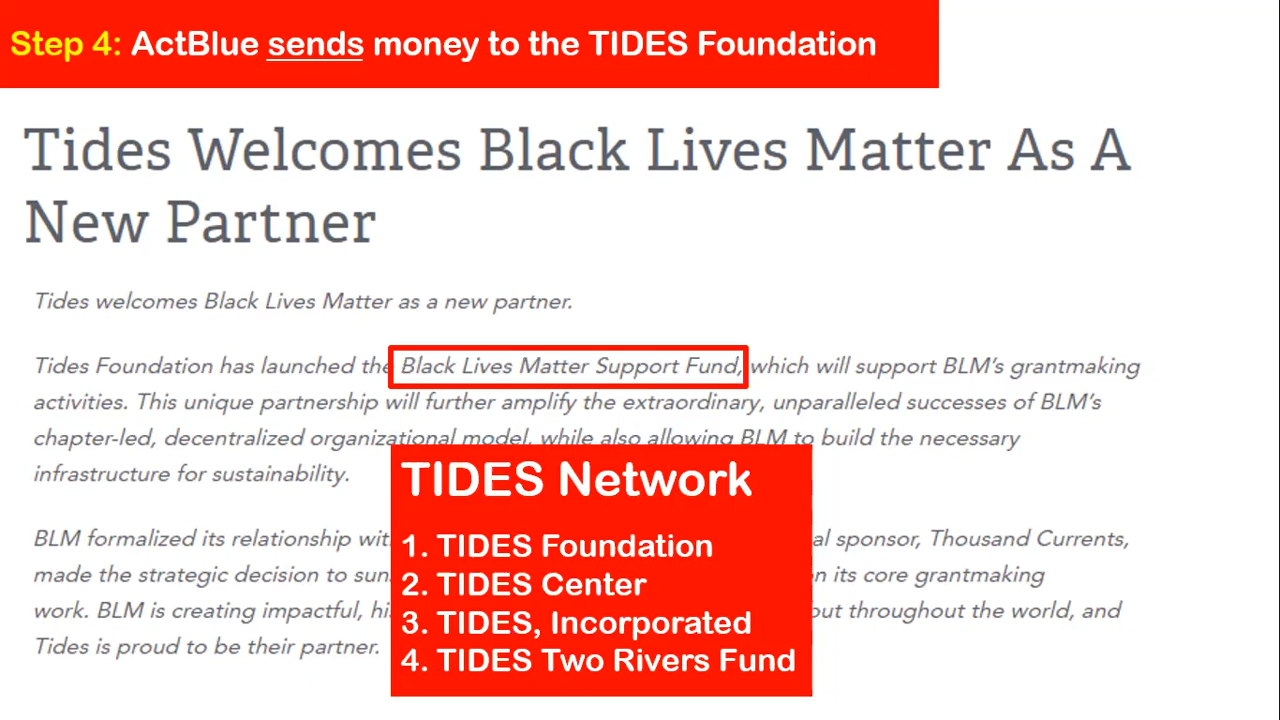 Step 4: ActBlue sends money to the TIDES Foundation
Tides Welcomes Black Lives Matter As A
New Partner
Tides welcomes Black Lives Matter as a new partner.
Tides Foundation has launched the Black Lives Matter Support Fund, which will support BLM’s grantmaking
activities. This unique partnership will further amplify the extraordinary, unparalleled successes of BLM’s
chapter-led, decentralized organizational model, while also allowing BLM to build the necessary
infrastructure for sustainability.
TIDES Network
1. TIDES Foundation
2. TIDES Center
3. TIDES, Incorporated
4. TIDES Two Rivers Fund
BLM formalized its relationship sponsor, Thousand Currents,
made the strategic decision to its core grantmaking
work. BLM is creating impactful, throughout the world, and
Tides is proud to be their partner.